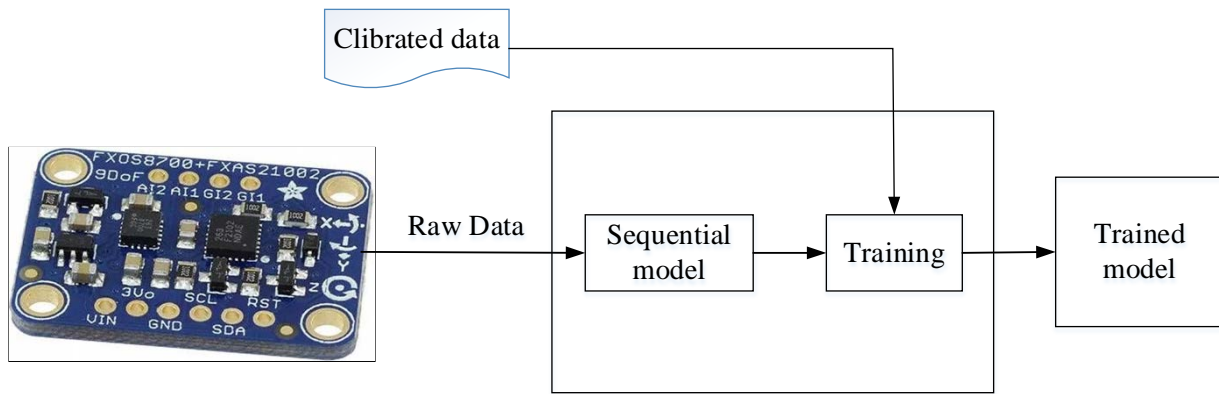 Clibrated data
FXOS8700+FXAS21002
9DoF
AI2 AI1 GI2 GI1
X
Raw Data
Sequential
model
Training
Trained
model
Y
Z
3Vo
SCL
RST
VIN
GND
SDA